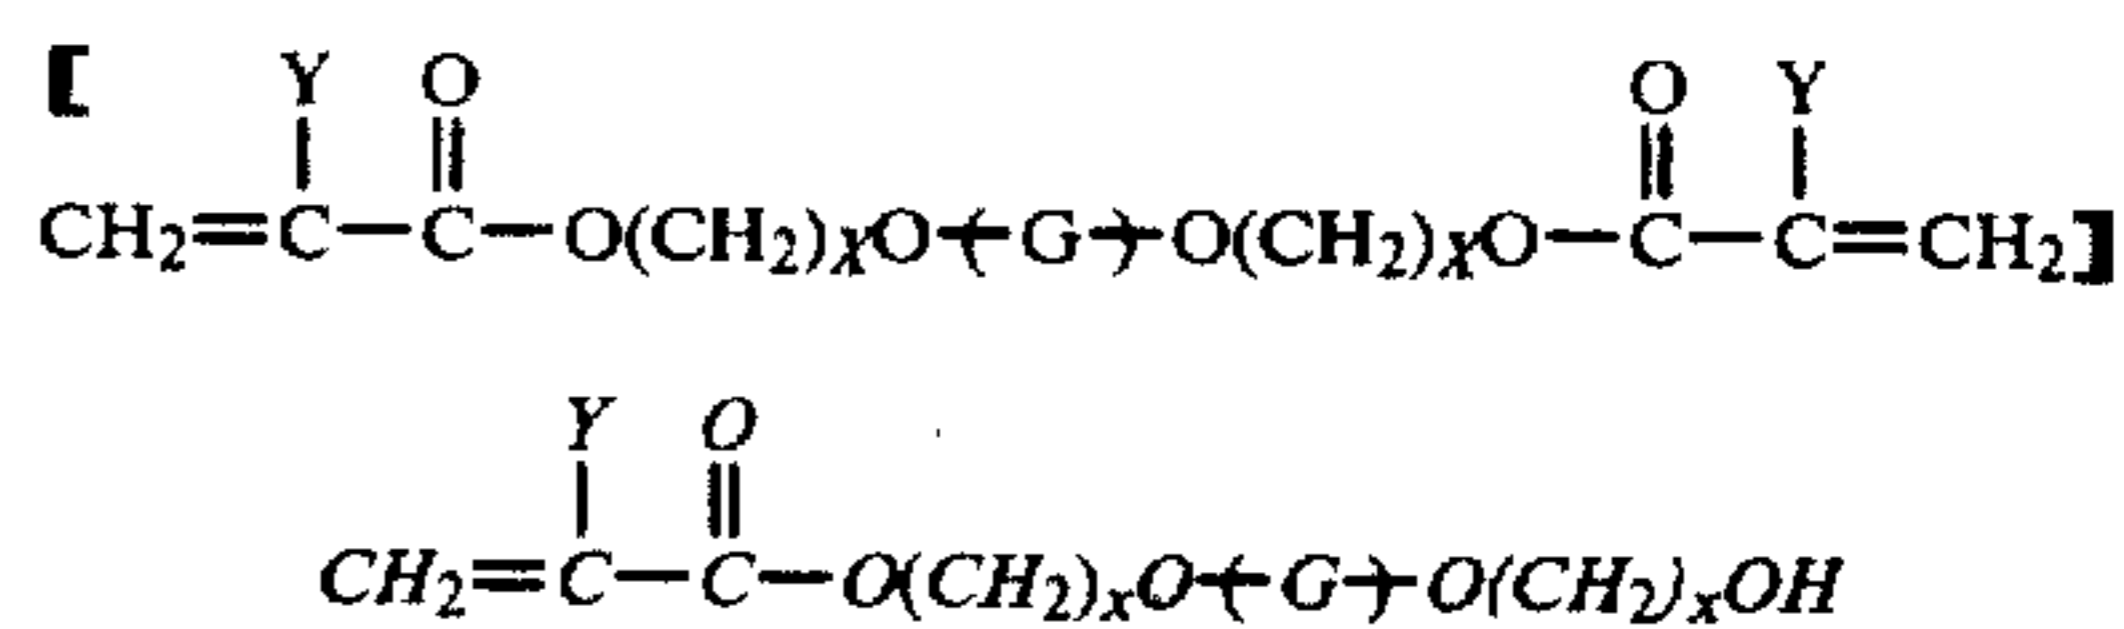 [
Y O O Y
CH2=C—C—O(CH2)XO-(-G-)-O(CH2)XO—C—C=CH2]
Y O
CH2=C—C—O(CH2)xO-(-G-)-O(CH2)xOH